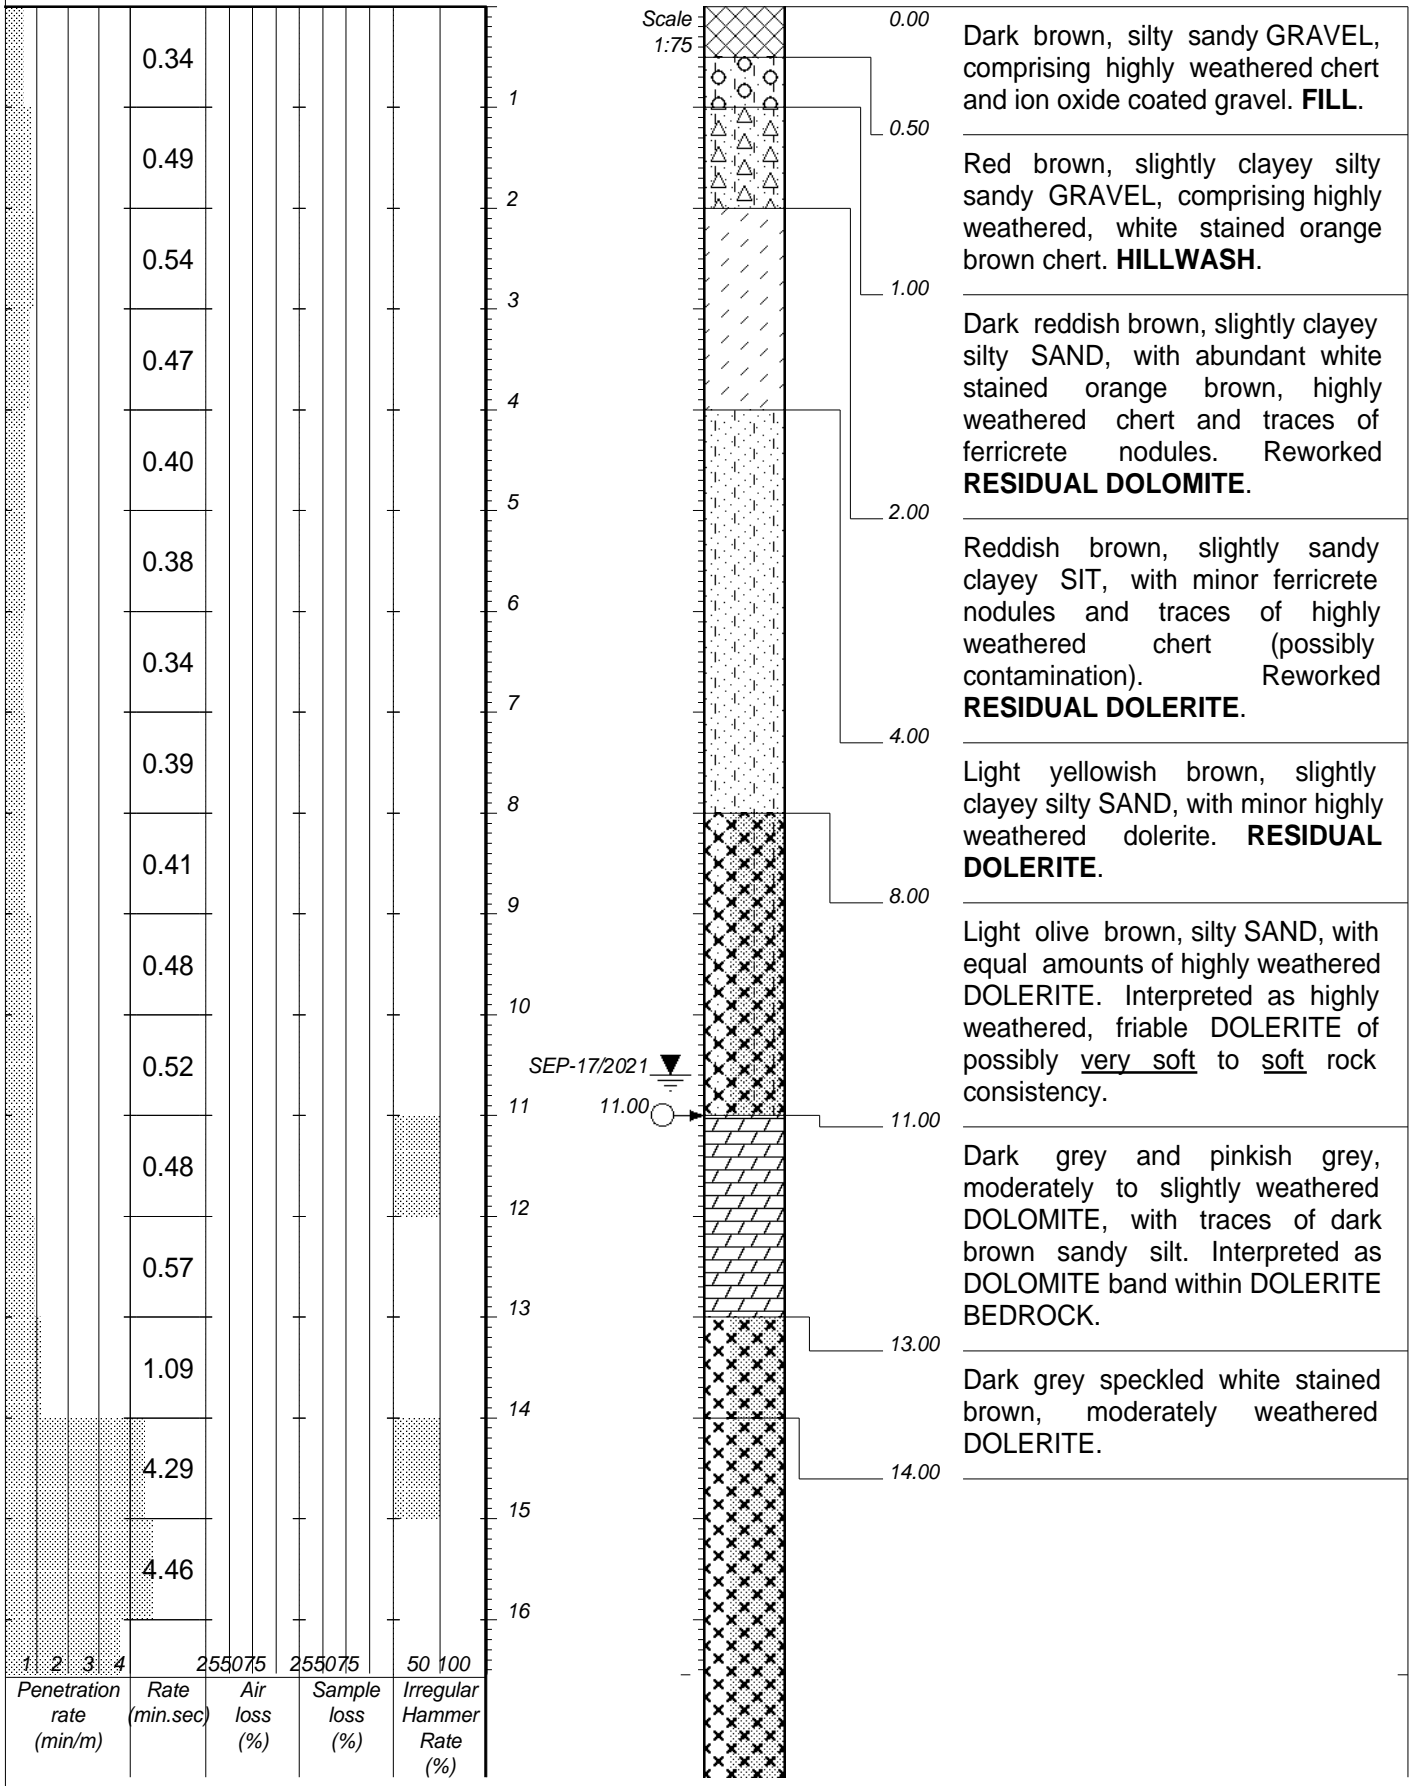 Scale
1:75
0.34
0.49
0.54
0.47
0.40
0.38
0.34
0.39
0.41
0.48
0.52
0.48
0.57
1.09
4.29
4.46
1
2
3
4
5
6
7
8
9
10
11
12
13
14
15
16
SEP-17/2021
11.00
0.00
Dark brown, silty sandy GRAVEL,
comprising highly weathered chert
and ion oxide coated gravel. FILL.
0.50
Red brown, slightly clayey silty
sandy GRAVEL, comprising highly
weathered, white stained orange
brown chert. HILLWASH.
1.00
Dark reddish brown, slightly clayey
silty SAND, with abundant white
stained orange brown, highly
weathered chert and traces of
ferricrete nodules. Reworked
RESIDUAL DOLOMITE.
2.00
Reddish brown, slightly sandy
clayey SIT, with minor ferricrete
nodules and traces of highly
weathered chert (possibly
contamination). Reworked
RESIDUAL DOLERITE.
4.00
Light yellowish brown, slightly
clayey silty SAND, with minor highly
weathered dolerite. RESIDUAL
DOLERITE.
8.00
Light olive brown, silty SAND, with
equal amounts of highly weathered
DOLERITE. Interpreted as highly
weathered, friable DOLERITE of
possibly very soft to soft rock
consistency.
11.00
Dark grey and pinkish grey,
moderately to slightly weathered
DOLOMITE, with traces of dark
brown sandy silt. Interpreted as
DOLOMITE band within DOLERITE
BEDROCK.
13.00
Dark grey speckled white stained
brown, moderately weathered
DOLERITE.
14.00
1 2 3 4
255075
255075
50 100
Penetration
rate
(min/m)
Rate
(min.sec)
Air
loss
(%)
Sample
loss
(%)
Irregular
Hammer
Rate
(%)